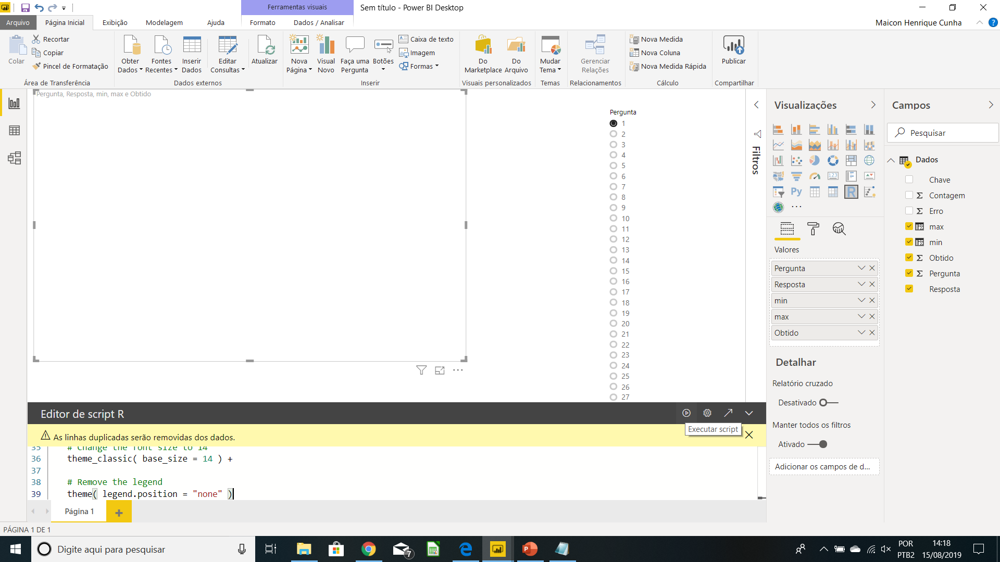 Ferramentas visuais
Sem título - Power BI Desktop
Arquivo
Página Inicial
Exibição
Modelagem
Ajuda
Formato
Dados / Analisar
Maicon Henrique Cunha
?
Colar
Recortar
Copiar
Pincel de Formatação
Área de Transferência
Obter Dados
Fontes Recentes
Inserir Dados
Editar Consultas
Dados externos
Atualizar
Nova Página
Visual Novo
Faça uma Pergunta
Botões
Caixa de texto
Imagem
Formas
Inserir
Do Marketplace
Do Arquivo
Visuais personalizados
Mudar Tema
Temas
Gerenciar Relações
Relacionamentos
Nova Medida
Nova Coluna
Nova Medida Rápida
Cálculo
Publicar
Compartilhar
Pergunta, Resposta, min, max e Obtido
Pergunta
1
2
3
4
5
6
7
8
9
10
11
12
13
14
15
16
17
18
19
20
21
22
23
24
25
26
27
Filtros
Visualizações
123
Py
R
...
Valores
Pergunta
Resposta
min
max
Obtido
Detalhar
Relatório cruzado
Desativado
Manter todos os filtros
Ativado
Adicionar os campos de d...
Campos
Pesquisar
Dados
Chave
Σ Contagem
Σ Erro
max
min
Σ Obtido
Σ Pergunta
Resposta
Editor de script R
Executar script
As linhas duplicadas serão removidas dos dados.
35 # Change the font size to 14
36 theme_classic( base_size = 14 ) +
37
38 # Remove the legend
39 theme( legend.position = "none" )
Página 1
+
PÁGINA 1 DE 1
Digite aqui para pesquisar
7
POR
PTB2
14:18
15/08/2019